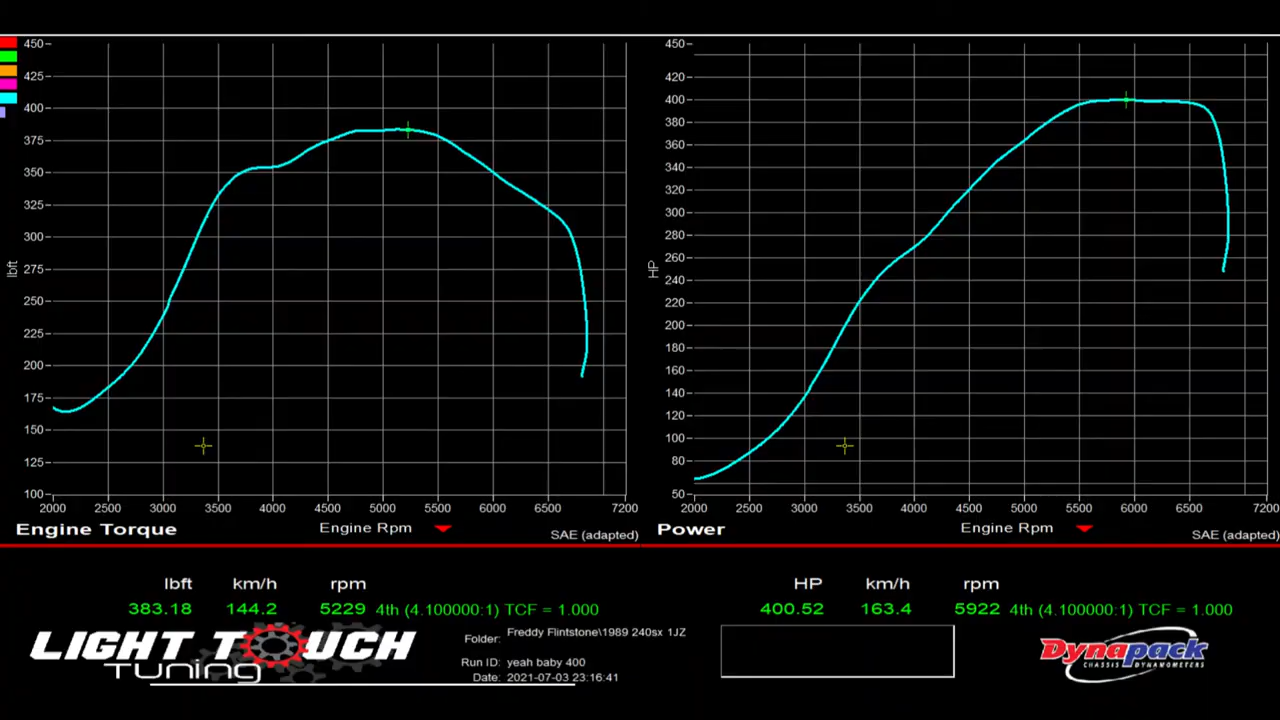 450
425
400
375
350
325
300
275
250
225
200
175
150
125
100
lbft
2000 2500 3000 3500 4000 4500 5000 5500 6000 6500 7200
Engine Torque
Engine Rpm
SAE (adapted)
450
420
400
380
360
340
320
300
280
260
240
220
200
180
160
140
120
100
80
50
HP
2000 2500 3000 3500 4000 4500 5000 5500 6000 6500 7200
Power
Engine Rpm
SAE (adapted)
lbft km/h rpm
383.18 144.2 5229 4th (4.100000:1) TCF = 1.000
HP km/h rpm
400.52 163.4 5922 4th (4.100000:1) TCF = 1.000
LIGHT TOUCH
Tuning
Folder: Freddy Flintstone\1989 240sx 1JZ
Run ID: yeah baby 400
Date: 2021-07-03 23:16:41
Dynapack
CHASSIS DYNAMOMETERS